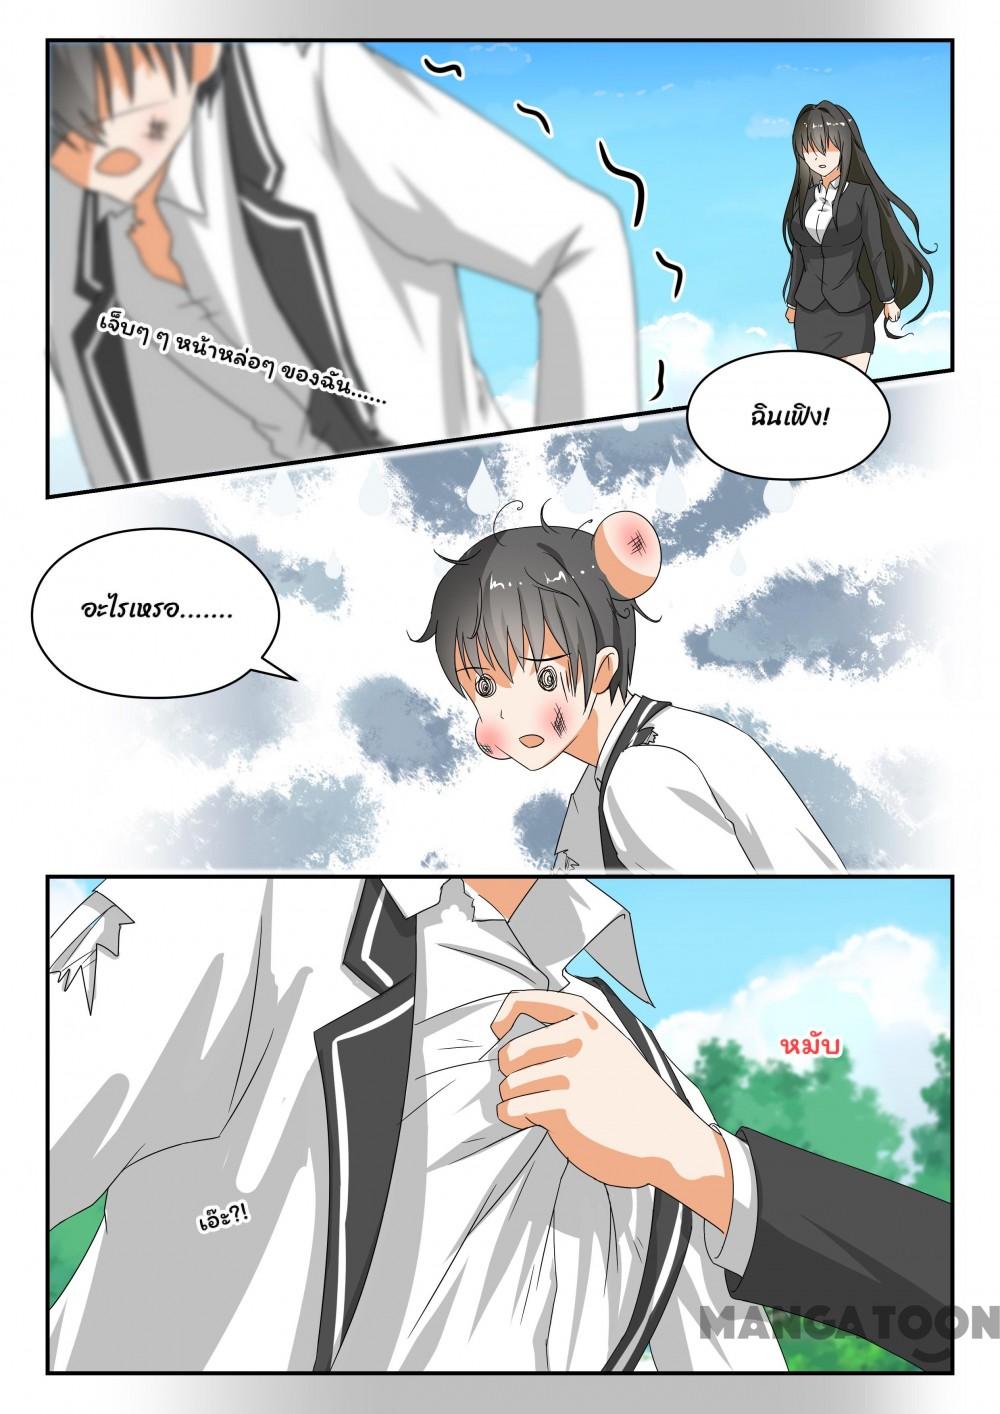 เจ็บๆ ๆ หน้าหล่อๆ ของฉัน......
ฉินเฟิง!
อะไรเหรอ.......
หมับ
เอ๊ะ?!
MANGATOON